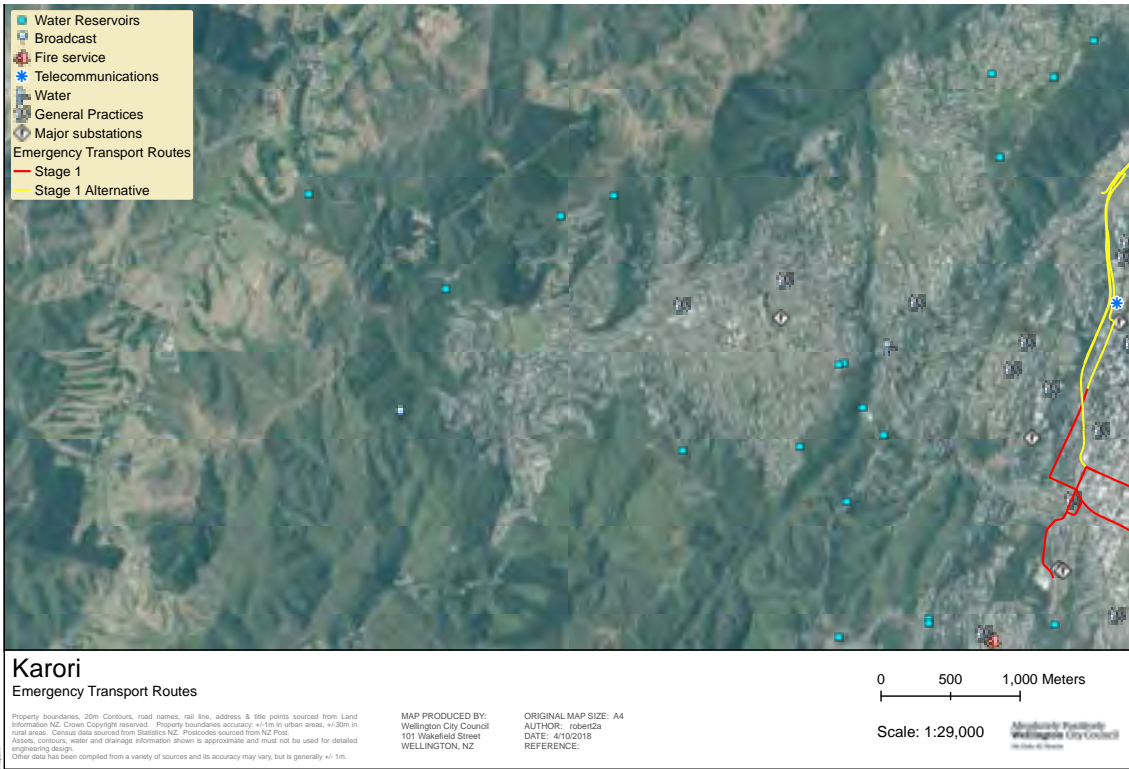 Water Reservoirs
Broadcast
Fire service
Telecommunications
Water
General Practices
Major substations
Emergency Transport Routes
Stage 1
Stage 1 Alternative
Karori
Emergency Transport Routes
Property boundaries, 20m Contours, road names, rail line, address & title points sourced from Land
Information NZ. Crown Copyright reserved. Property boundaries accuracy: +/-1m in urban areas, +/-30m in
rural areas. Census data sourced from Statistics NZ. Postcodes sourced from NZ Post.
Assets, contours, water and drainage information shown is approximate and must not be used for detailed
engineering design.
Other data has been compiled from a variety of sources and its accuracy may vary, but is generally +/- 1m.
MAP PRODUCED BY:
Wellington City Council
101 Wakefield Street
WELLINGTON, NZ
ORIGINAL MAP SIZE: A4
AUTHOR: robert2a
DATE: 4/10/2018
REFERENCE:
0 500 1,000 Meters
Scale: 1:29,000
Absolutely Positively
Wellington City Council